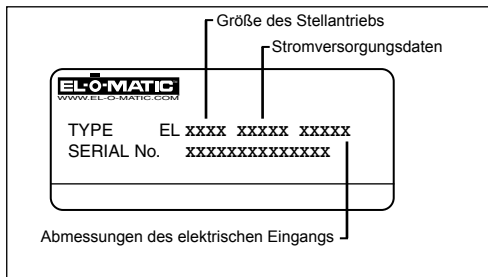 Größe des Stellantriebs
Stromversorgungsdaten
EL-O-MATIC
WWW.EL-O-MATIC.COM
TYPE EL xxxx xxxxx xxxxx
SERIAL No. xxxxxxxxxxxxxx
Abmessungen des elektrischen Eingangs